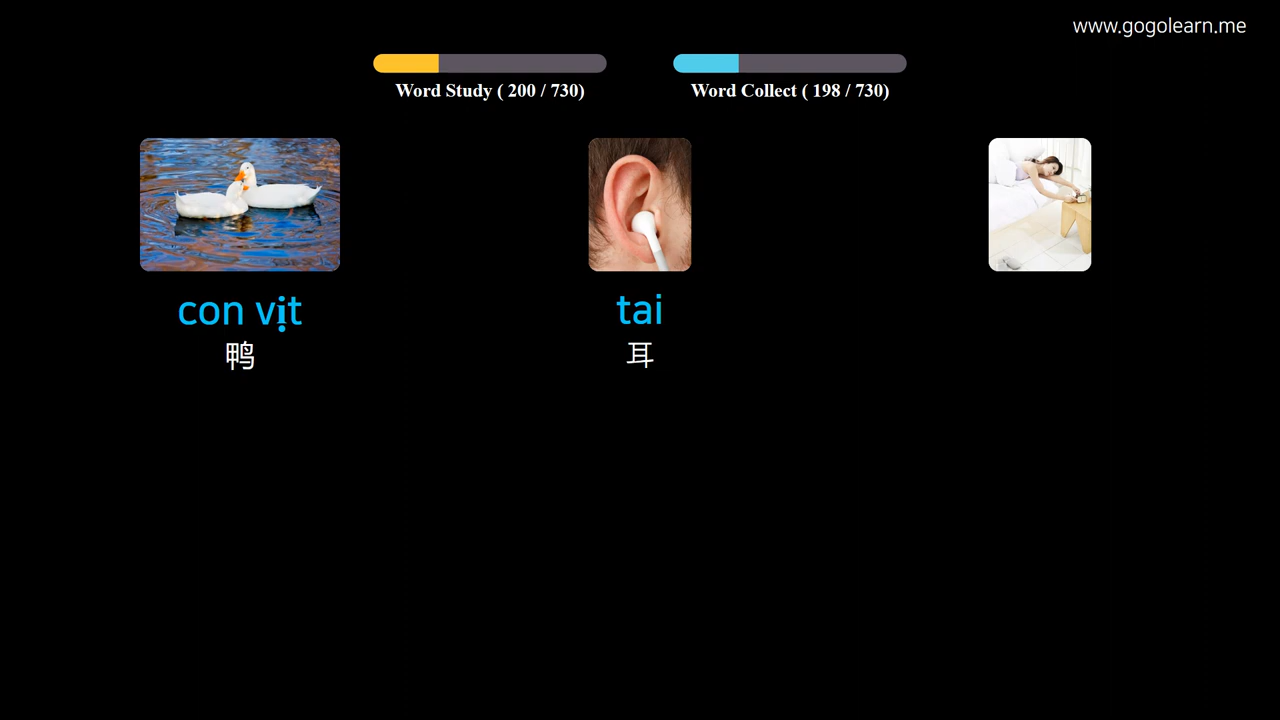 www.gogolearn.me
Word Study ( 200 / 730)
Word Collect ( 198 / 730)
con vịt
鸭
tai
耳